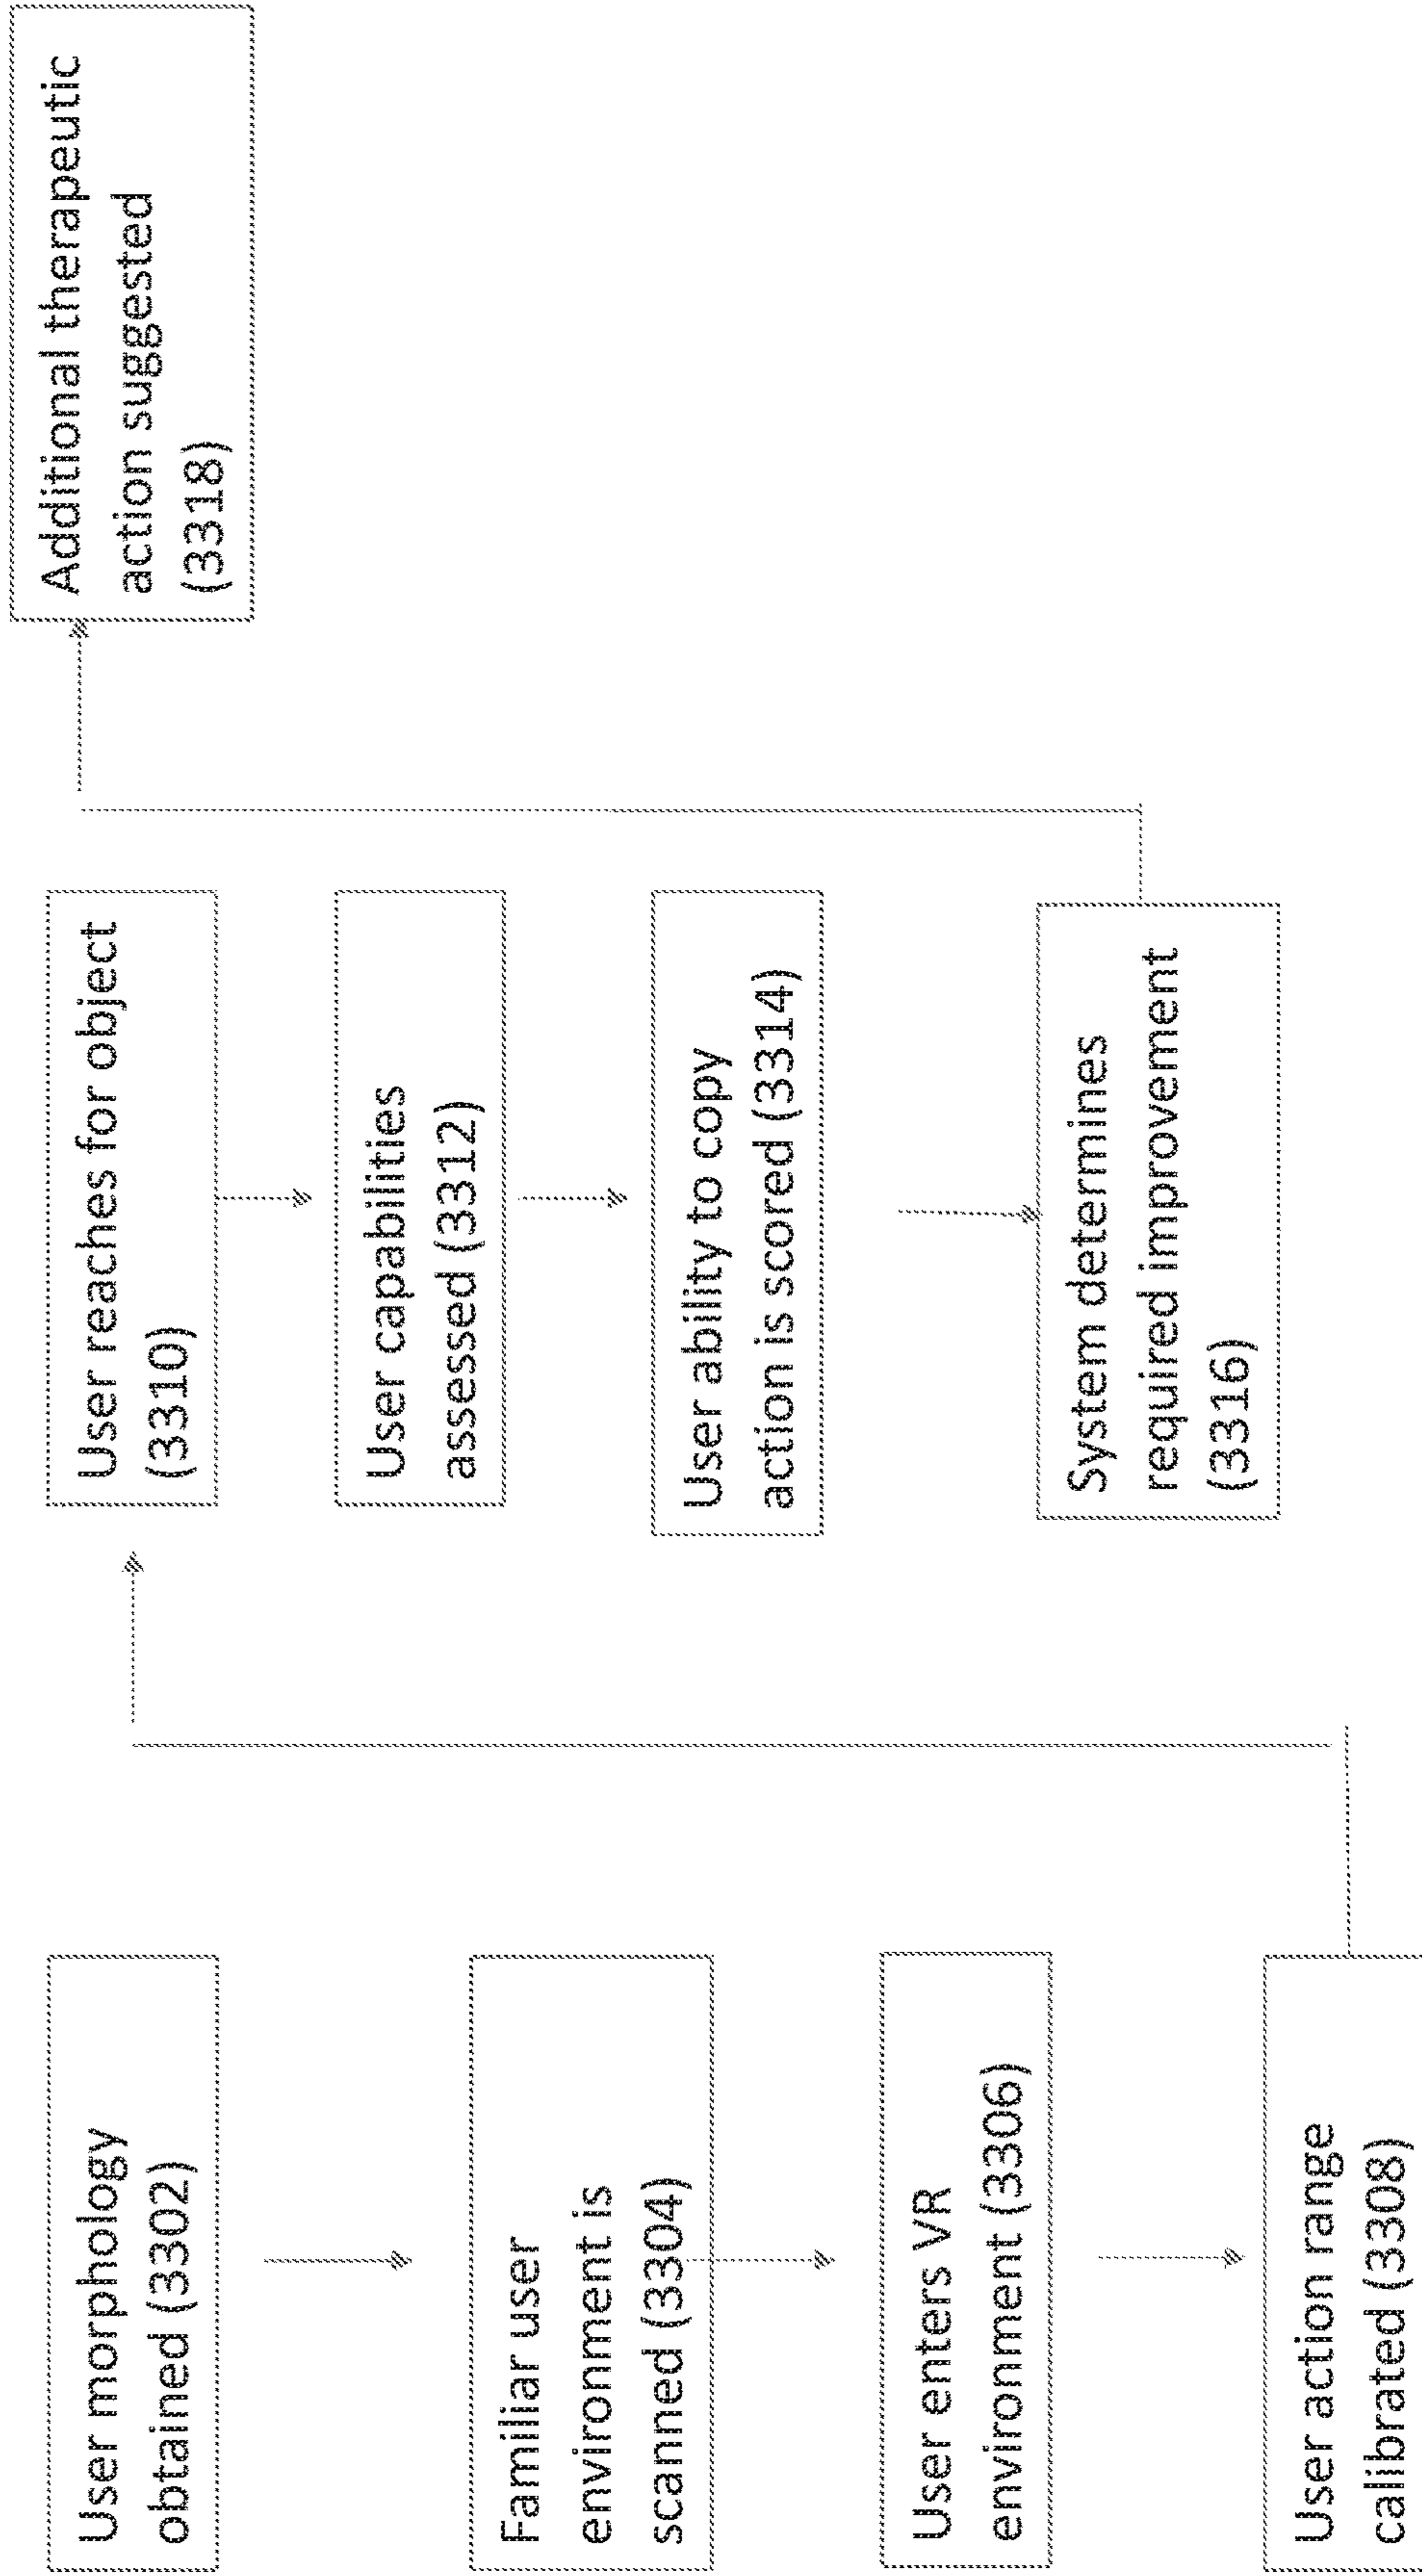 User morphology
obtained (3302)
Familiar user
environment is
scanned (3304)
User enters VR
environment (3306)
User action range
callibrated (3308)
User reaches for object
(3310)
User capabilities
assessed (3312)
User ability to copy
action is scored (3314)
System determines
required improvement
(3316)
Additional therapeutic
action suggested
(3318)